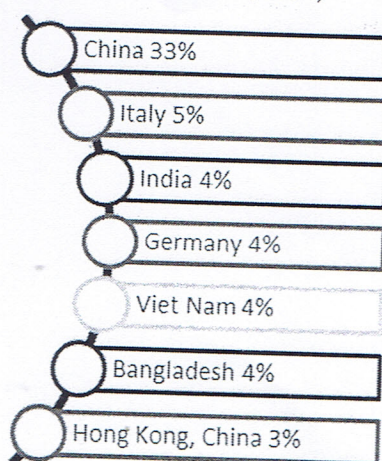 China 33%
Italy 5%
India 4%
Germany 4%
Viet Nam 4%
Bangladesh 4%
Hong Kong, China 3%